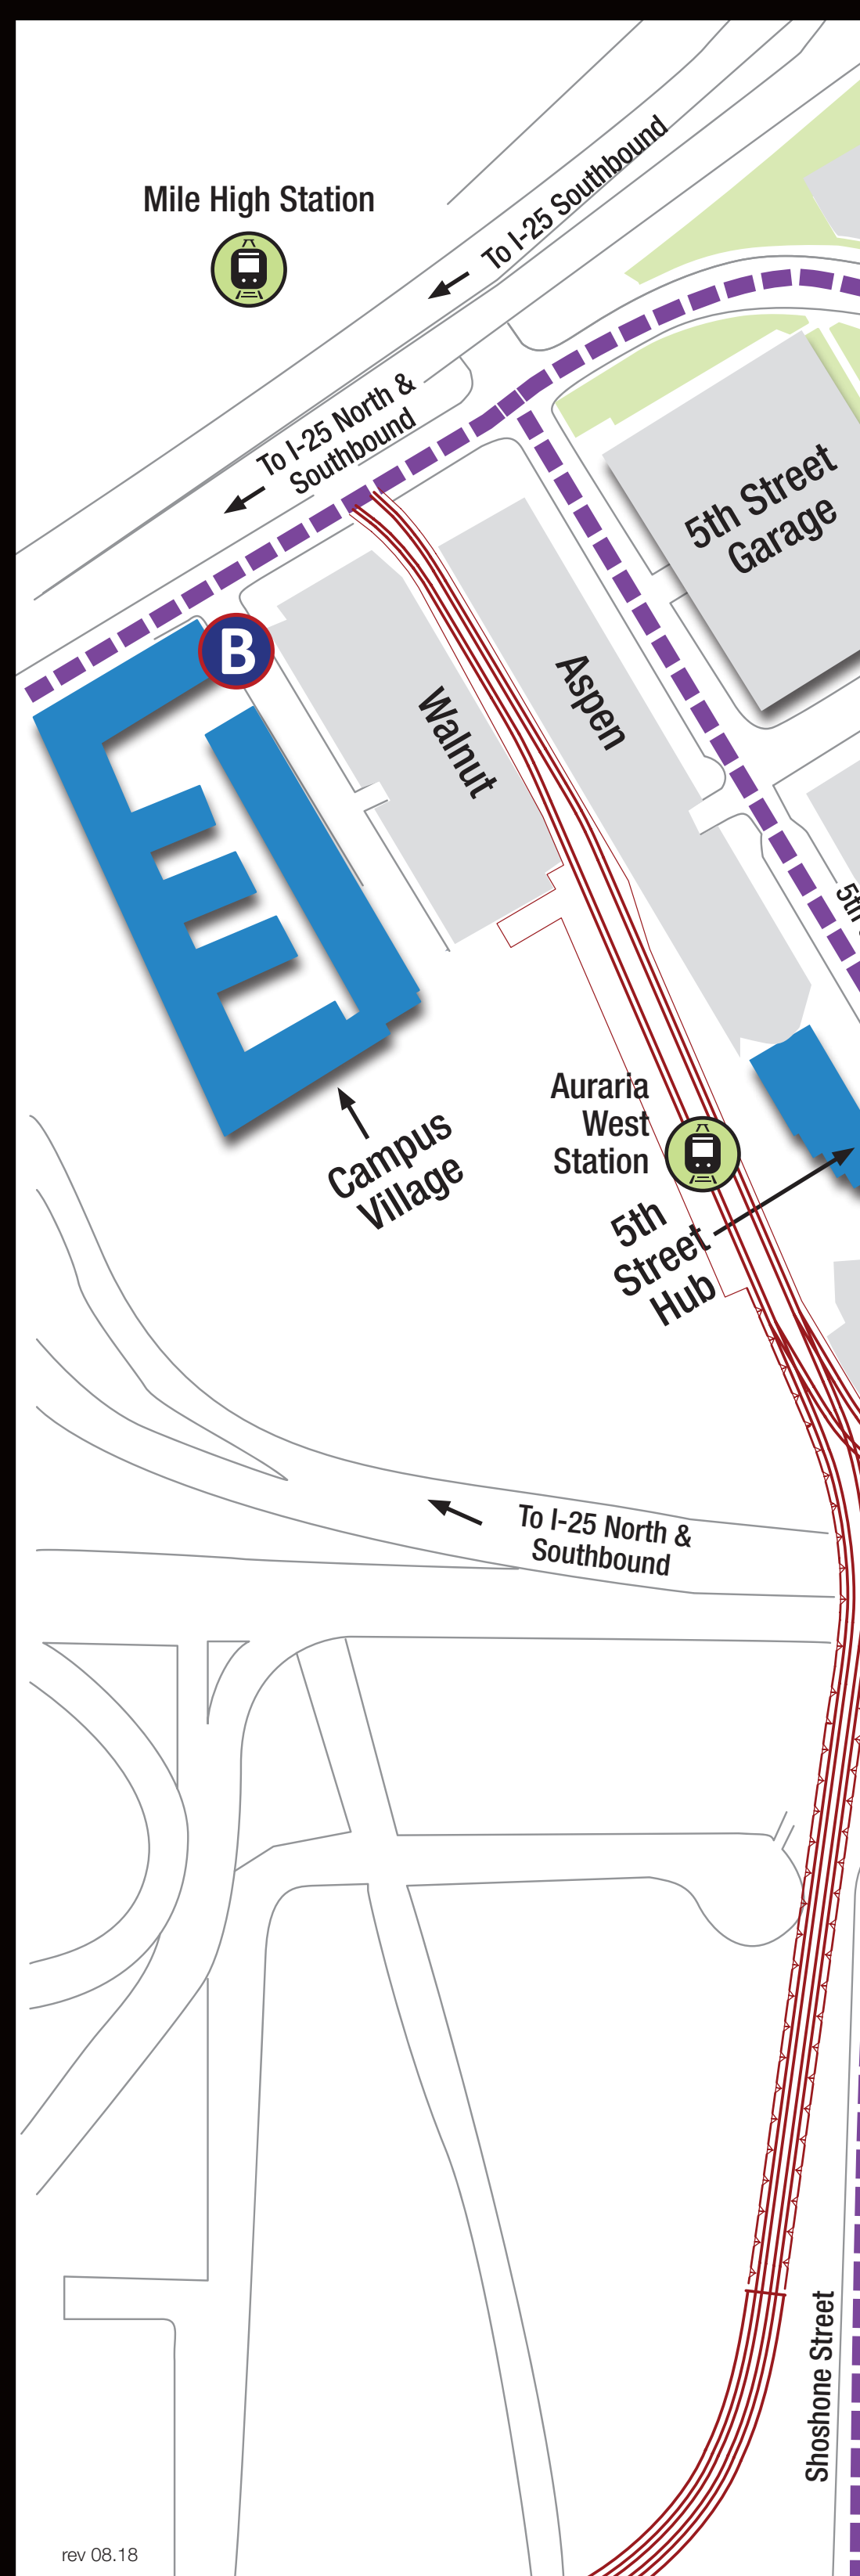 To I-25 Southbound
Mile High Station
To I-25 North &
Southbound
5th Street
Garage
B
Walnut
Aspen
5th
Auraria
West
Station
Campus
Village
5th
Street
Hub
To I-25 North &
Southbound
Shoshone Street
rev 08.18